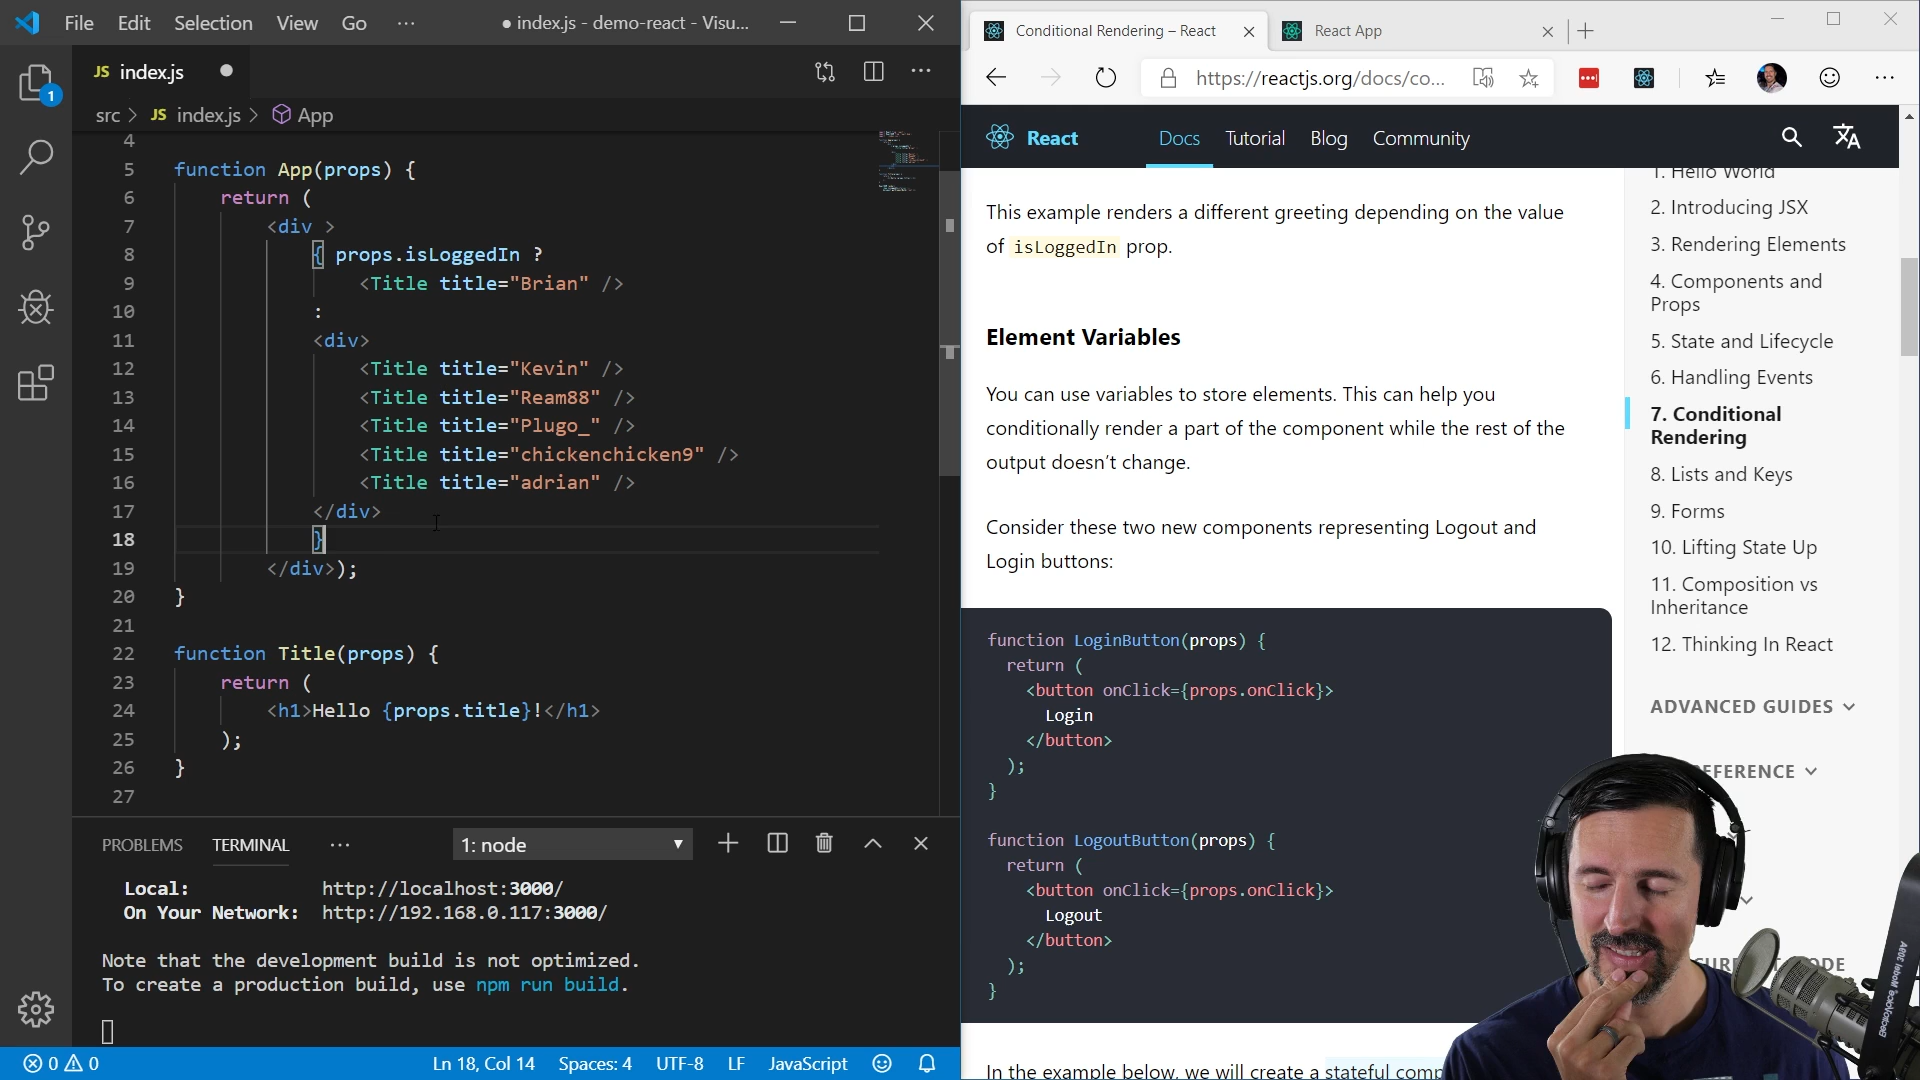 File Edit Selection View Go ···
● index.js - demo-react - Visu...
JS index.js
src > JS index.js > App
1
4
5 function App(props) {
6 return (
7 <div >
8 { props.isLoggedIn ?
9 <Title title="Brian" />
10 :
11 <div>
12 <Title title="Kevin" />
13 <Title title="Ream88" />
14 <Title title="Plugo_" />
15 <Title title="chickenchicken9" />
16 <Title title="adrian" />
17 </div>
18 }
19 </div>);
20 }
21
22 function Title(props) {
23 return (
24 <h1>Hello {props.title}!</h1>
25 );
26 }
27
PROBLEMS TERMINAL ··· 1: node
Local: http://localhost:3000/
On Your Network: http://192.168.0.117:3000/
Note that the development build is not optimized.
To create a production build, use npm run build.
0 0 Ln 18, Col 14 Spaces: 4 UTF-8 LF JavaScript
Conditional Rendering – React
React App
https://reactjs.org/docs/co...
React Docs Tutorial Blog Community
This example renders a different greeting depending on the value
of isLoggedIn prop.
Element Variables
You can use variables to store elements. This can help you
conditionally render a part of the component while the rest of the
output doesn’t change.
Consider these two new components representing Logout and
Login buttons:
function LoginButton(props) {
return (
<button onClick={props.onClick}>
Login
</button>
);
}
function LogoutButton(props) {
return (
<button onClick={props.onClick}>
Logout
</button>
);
}
In the example below, we will create a stateful comp
1. Hello World
2. Introducing JSX
3. Rendering Elements
4. Components and
Props
5. State and Lifecycle
6. Handling Events
7. Conditional
Rendering
8. Lists and Keys
9. Forms
10. Lifting State Up
11. Composition vs
Inheritance
12. Thinking In React
ADVANCED GUIDES